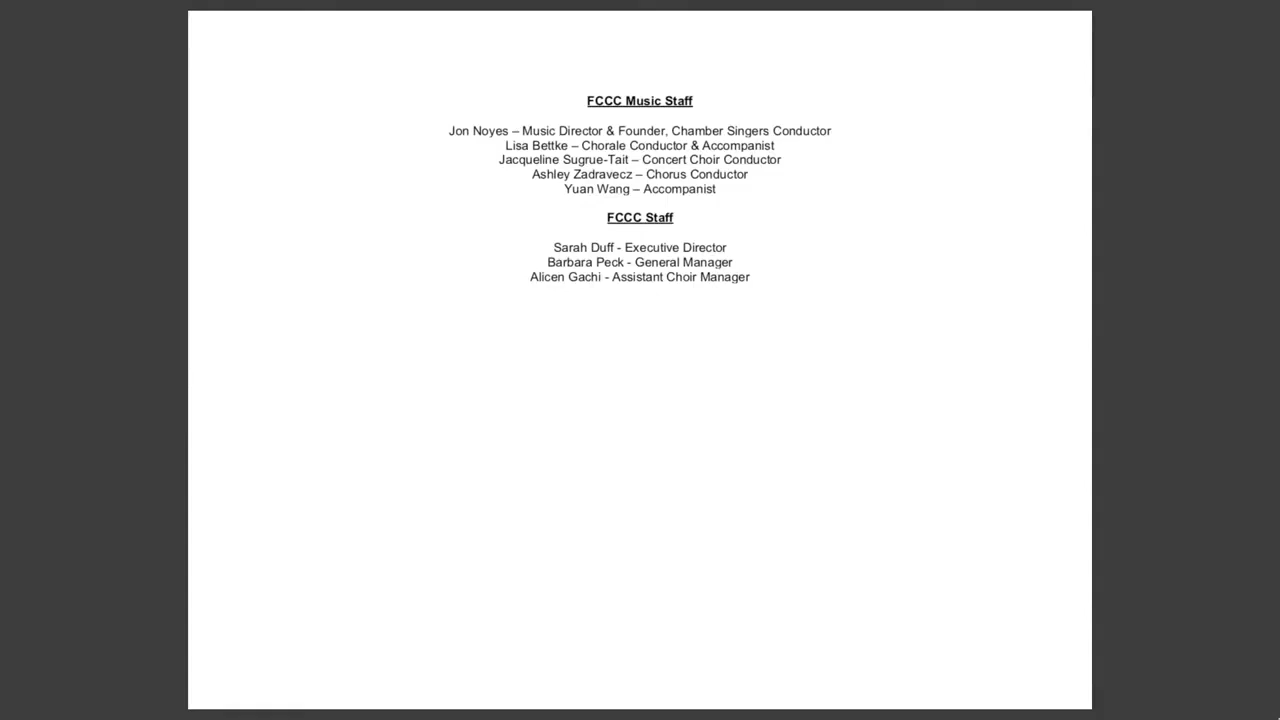 FCCC Music Staff
Jon Noyes – Music Director & Founder, Chamber Singers Conductor
Lisa Bettke – Chorale Conductor & Accompanist
Jacqueline Sugrue-Tait – Concert Choir Conductor
Ashley Zadravecz – Chorus Conductor
Yuan Wang – Accompanist
FCCC Staff
Sarah Duff - Executive Director
Barbara Peck - General Manager
Alicen Gachi - Assistant Choir Manager